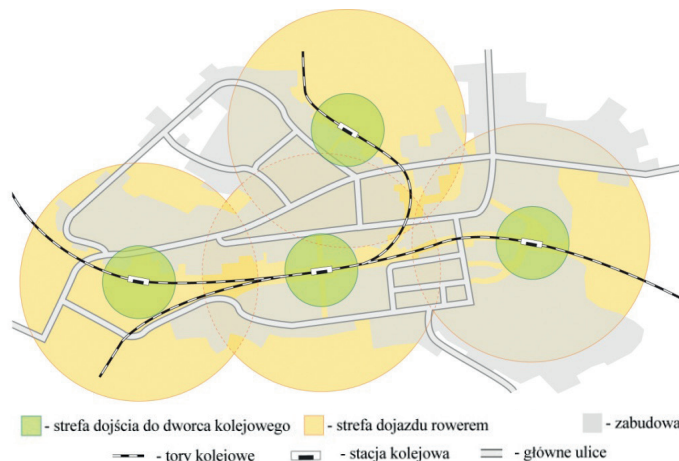 - strefa dojścia do dworca kolejowego - strefa dojazdu rowerem - zabudowa
- tory kolejowe - stacja kolejowa - główne ulice